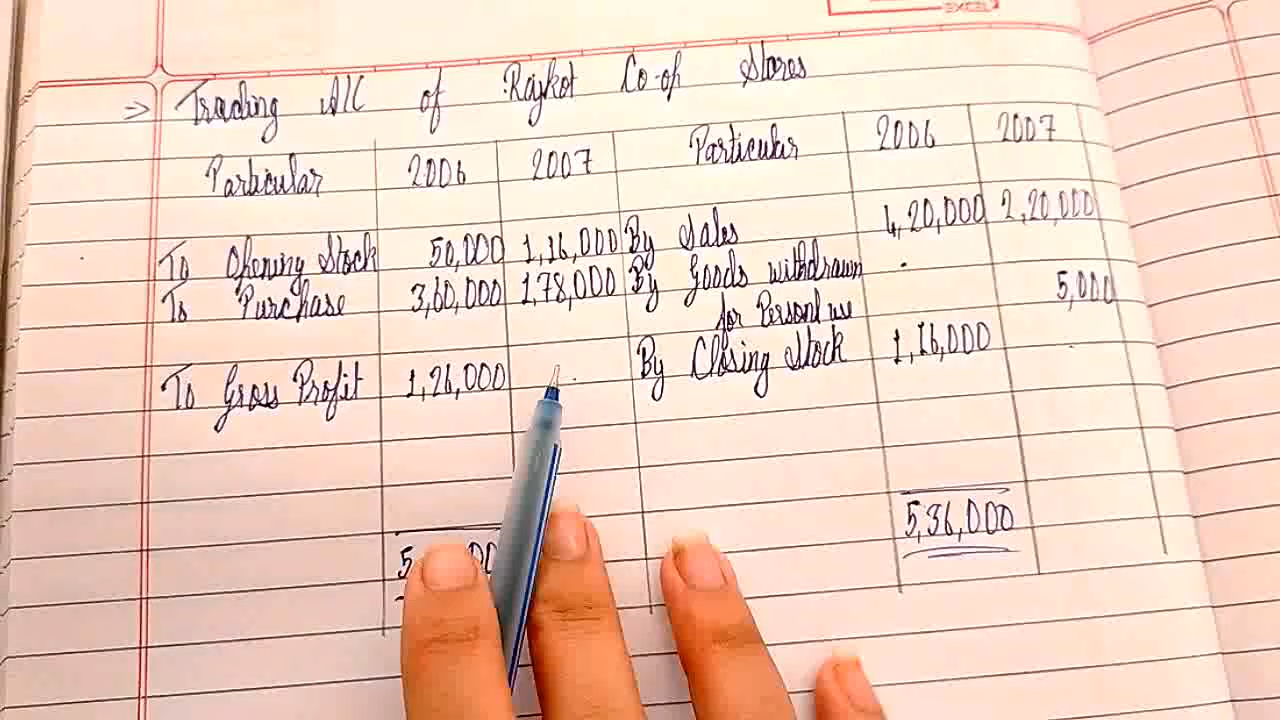 EXCEL
=> Trading A/C of Rajkot Co-op Stores
Particular 2006 2007 Particular 2006 2007
To Opening Stock 50,000 1,16,000 By Sales 4,20,000 2,20,000
To Purchase 3,60,000 1,78,000 By Goods withdrawn
for Personl use 5,000
To Gross Profit 1,26,000 By Closing Stock 1,16,000
5,36,000